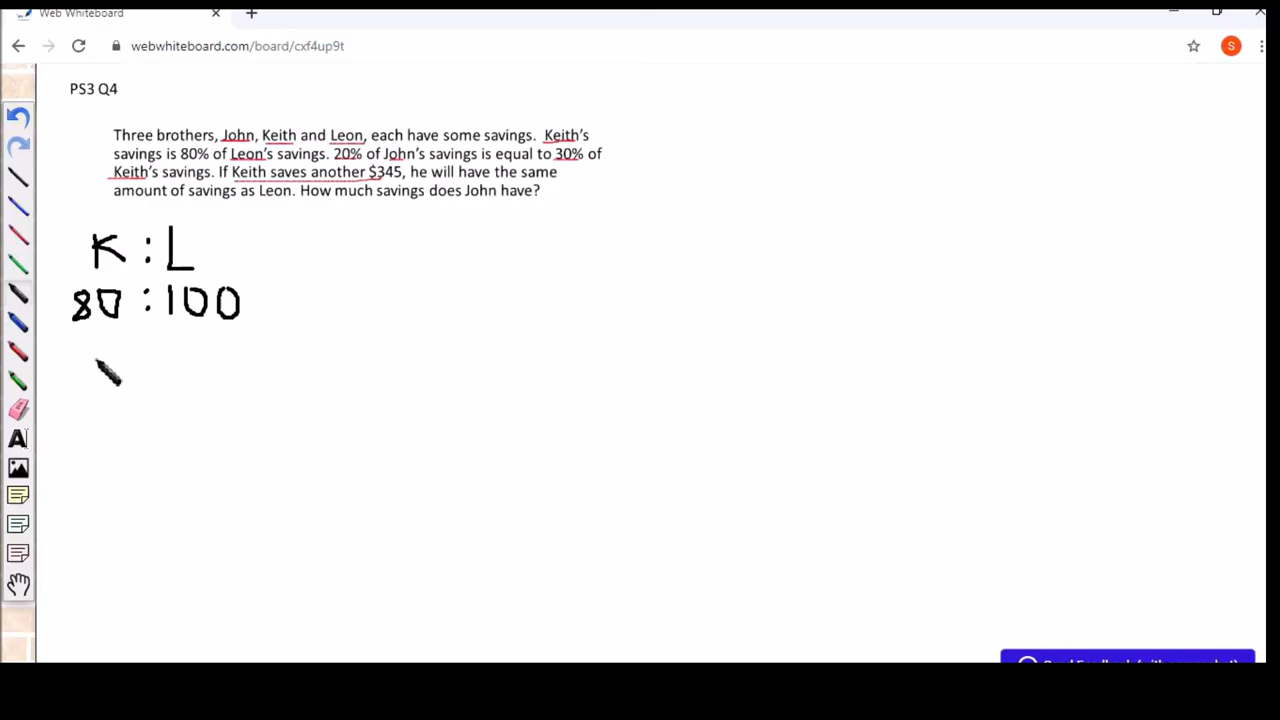 Web Whiteboard
webwhiteboard.com/board/cxf4up9t
S
PS3 Q4
Three brothers, John, Keith and Leon, each have some savings. Keith's
savings is 80% of Leon's savings. 20% of John's savings is equal to 30% of
Keith's savings. If Keith saves another $345, he will have the same
amount of savings as Leon. How much savings does John have?
K : L
80 : 100
A